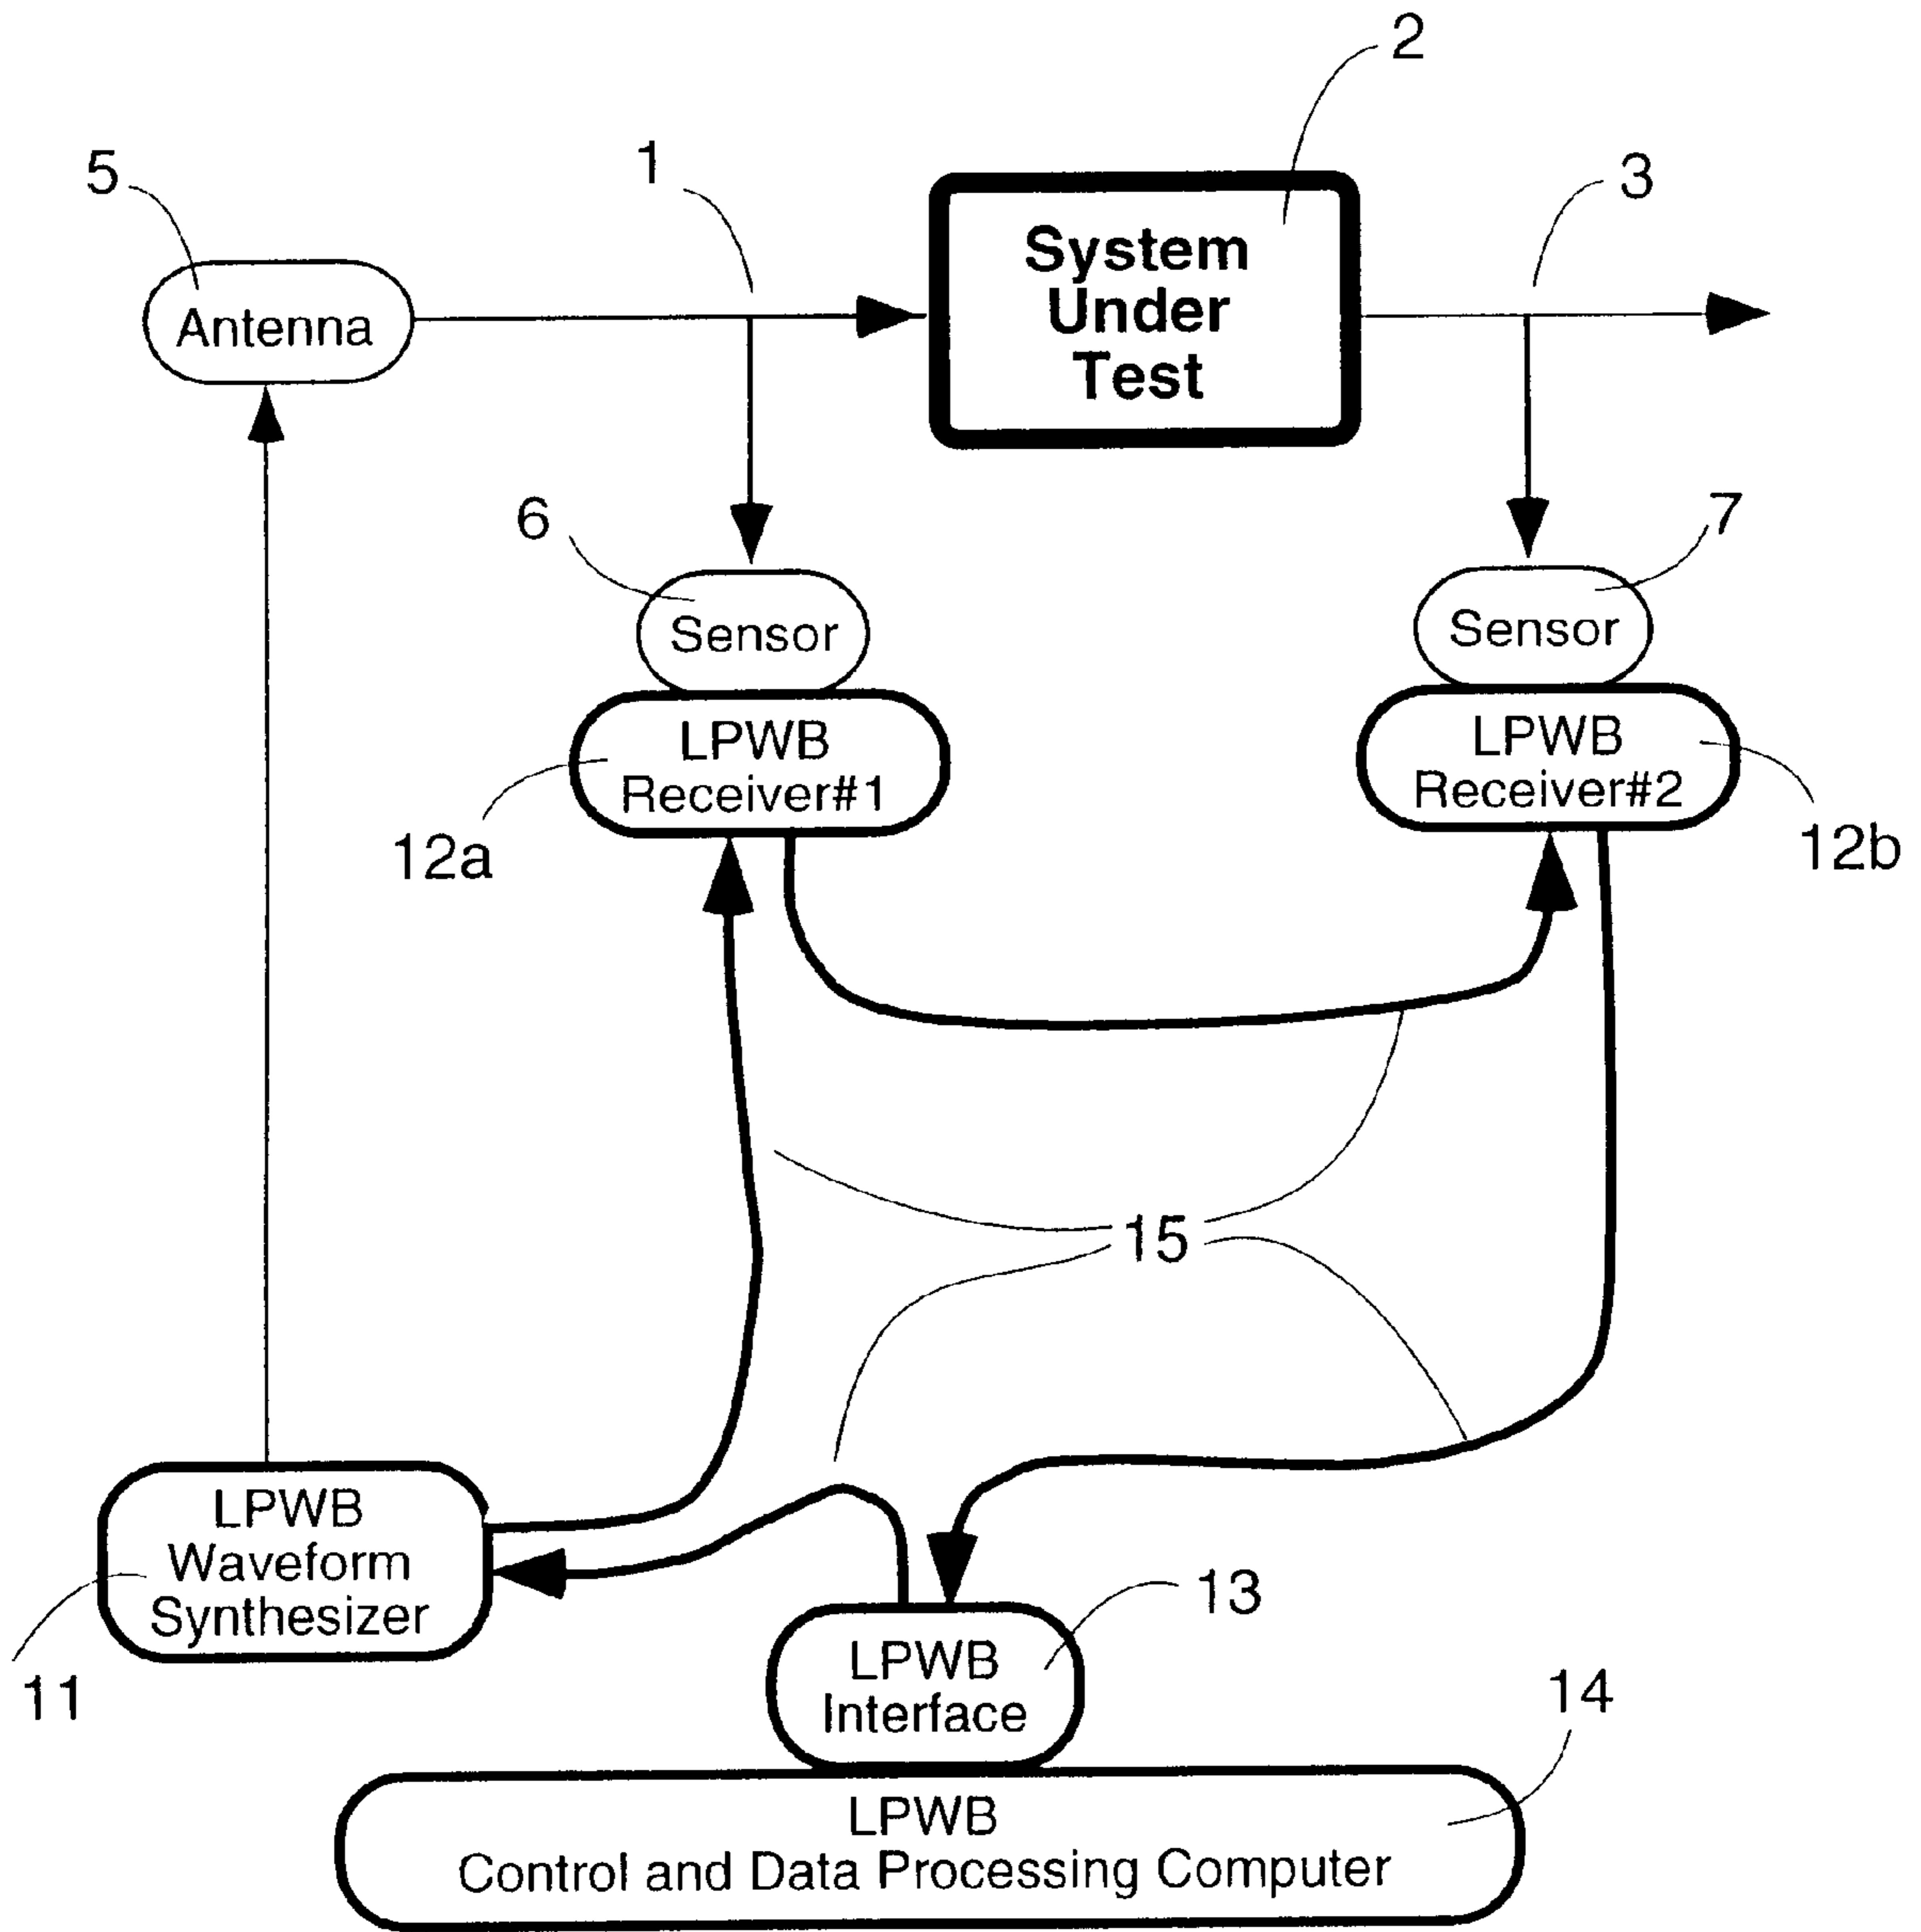 2
1
3
5
System
Under
Test
Antenna
6
7
Sensor
Sensor
LPWB
Receiver#1
LPWB
Receiver#2
12a
12b
15
LPWB
Waveform
Synthesizer
13
LPWB
Interface
11
14
LPWB
Control and Data Processing Computer